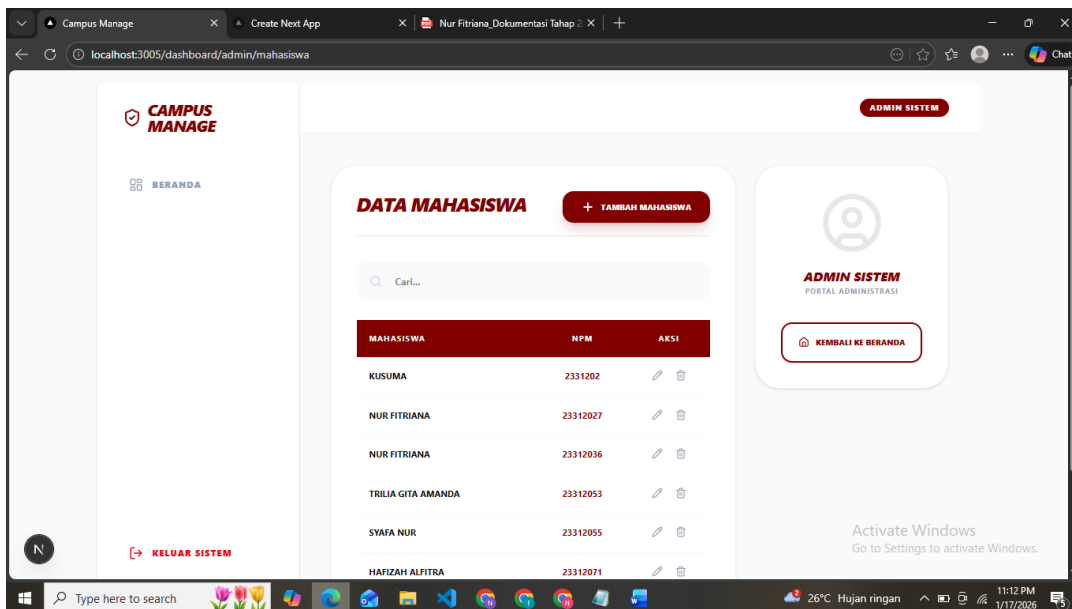 Campus Manage
Create Next App
Nur Fitriana_Dokumentasi Tahap 2
localhost:3005/dashboard/admin/mahasiswa
Chat
CAMPUS
MANAGE
ADMIN SISTEM
BERANDA
DATA MAHASISWA
+ TAMBAH MAHASISWA
Cari...
MAHASISWA NPM AKSI
KUSUMA 2331202
NUR FITRIANA 23312027
NUR FITRIANA 23312036
TRILIA GITA AMANDA 23312053
SYAFA NUR 23312055
HAFIZAH ALFITRA 23312071
ADMIN SISTEM
PORTAL ADMINISTRASI
KEMBALI KE BERANDA
KELUAR SISTEM
N
Activate Windows
Go to Settings to activate Windows.
Type here to search
26°C Hujan ringan
11:12 PM
1/17/2026